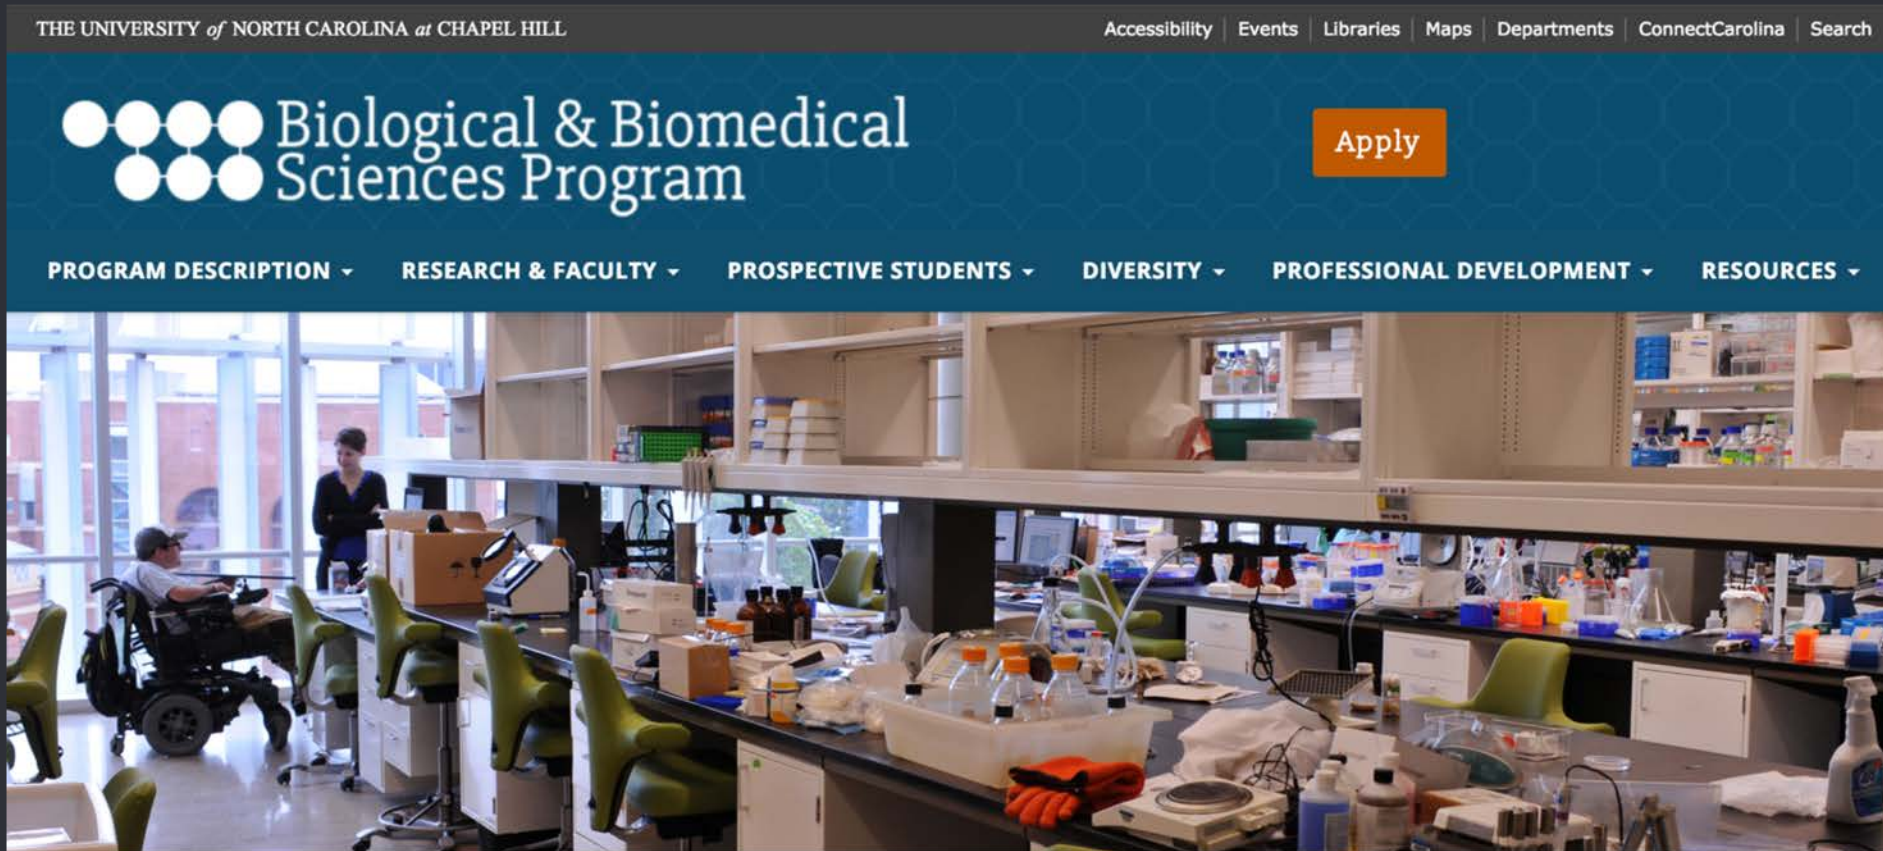 THE UNIVERSITY of NORTH CAROLINA at CHAPEL HILL
Accessibility
Events
Libraries
Maps
Departments
ConnectCarolina
Search
Biological & Biomedical
Sciences Program
Apply
PROGRAM DESCRIPTION
RESEARCH & FACULTY
PROSPECTIVE STUDENTS
DIVERSITY
PROFESSIONAL DEVELOPMENT
RESOURCES